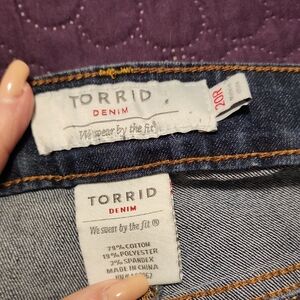 TORRID
DENIM
We swear by the fit®
20R
TORRID
DENIM
We swear by the fit®
79% COTTON
19% POLYESTER
2% SPANDEX
MADE IN CHINA